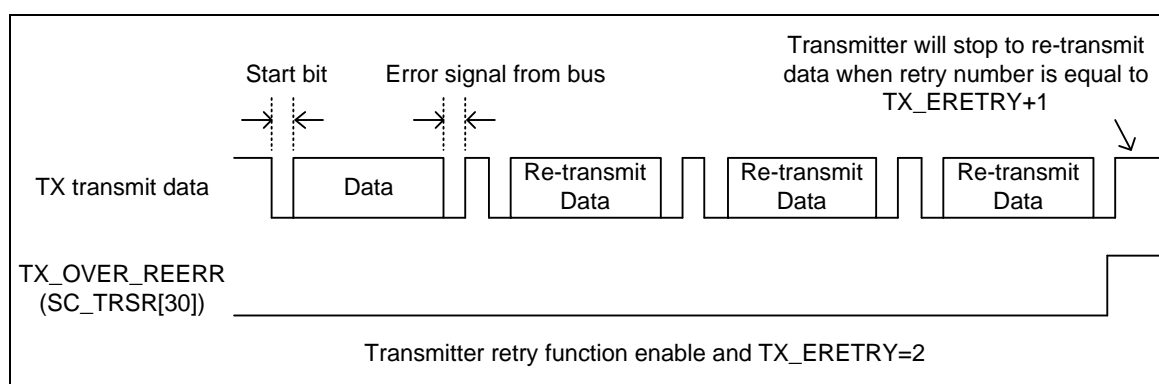 Transmitter will stop to re-transmit
data when retry number is equal to
TX_ERETRY+1
Start bit
Error signal from bus
TX transmit data
Data
Re-transmit
Data
Re-transmit
Data
Re-transmit
Data
TX_OVER_REERR
(SC_TRSR[30])
Transmitter retry function enable and TX_ERETRY=2